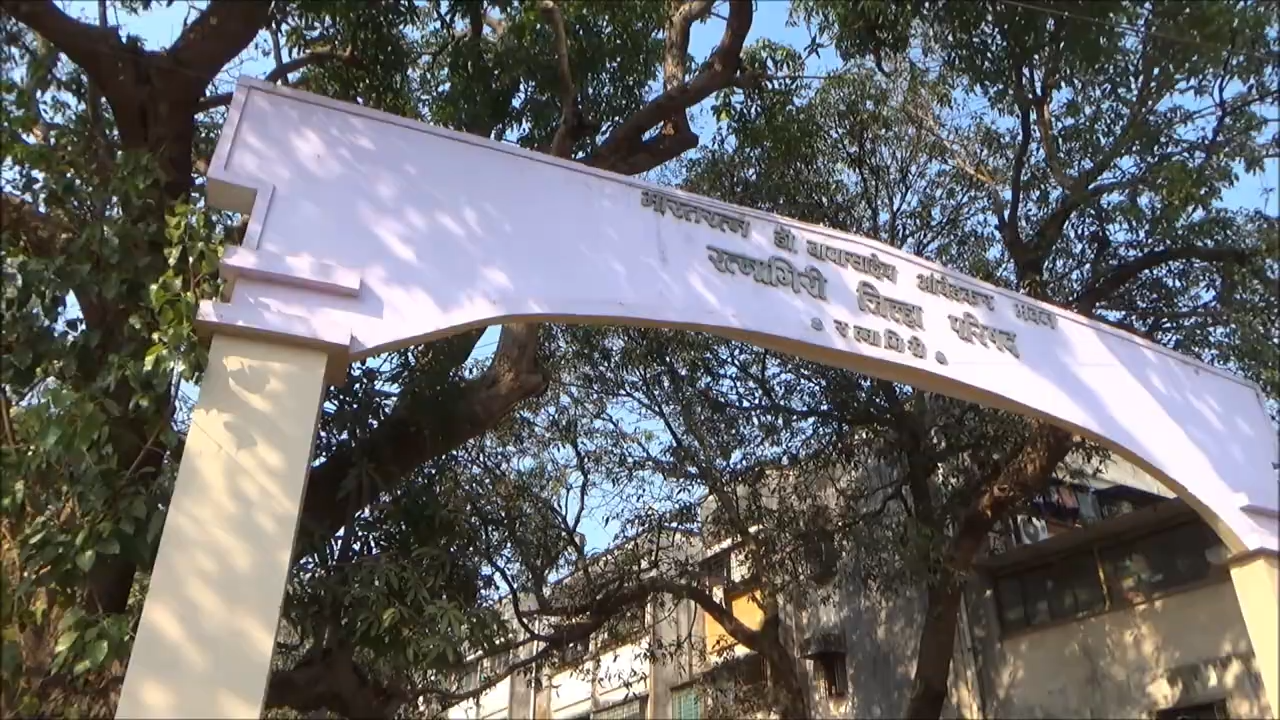 भारतरत्न डॉ बाबासाहेब आंबेडकर भवन
रत्नागिरी जिल्हा परिषद
रत्नागिरी